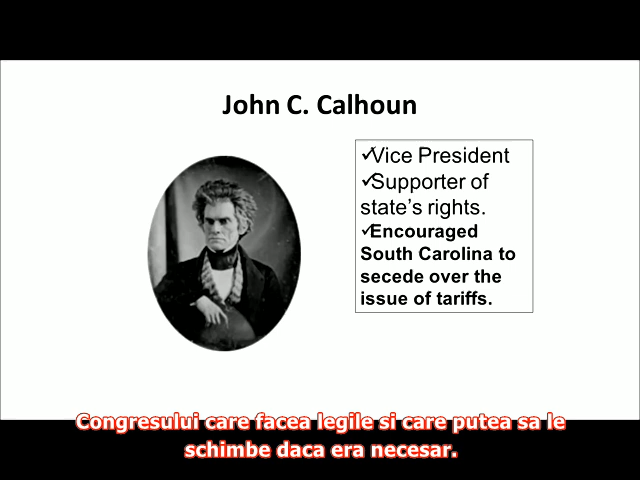 John C. Calhoun
✓Vice President
✓Supporter of
state’s rights.
✓Encouraged
South Carolina to
secede over the
issue of tariffs.
Congresului care facea legile si care putea sa le
schimbe daca era necesar.